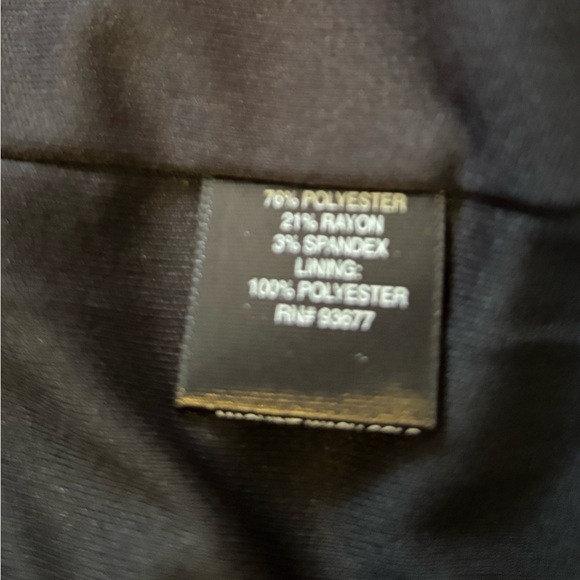 76% POLYESTER
21% RAYON
3% SPANDEX
LINING:
100% POLYESTER
RN# 93677